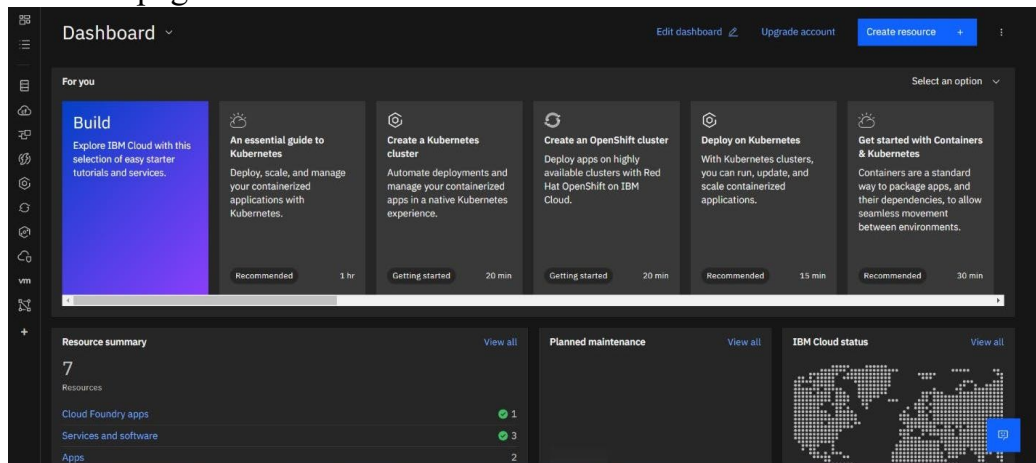 Dashboard
Edit dashboard
Upgrade account
Create resource +
For you
Select an option
Build
Explore IBM Cloud with this
selection of easy starter
tutorials and services.
An essential guide to
Kubernetes
Deploy, scale, and manage
your containerized
applications with
Kubernetes.
Recommended 1 hr
Create a Kubernetes
cluster
Automate deployments and
manage your containerized
apps in a native Kubernetes
experience.
Getting started 20 min
Create an OpenShift cluster
Deploy apps on highly
available clusters with Red
Hat OpenShift on IBM
Cloud.
Getting started 20 min
Deploy on Kubernetes
With Kubernetes clusters,
you can run, update, and
scale containerized
applications.
Recommended 15 min
Get started with Containers
& Kubernetes
Containers are a standard
way to package apps, and
their dependencies, to allow
seamless movement
between environments.
Recommended 30 min
vm
+
Resource summary View all
7
Resources
Cloud Foundry apps 1
Services and software 3
Apps 2
Planned maintenance View all
IBM Cloud status View all